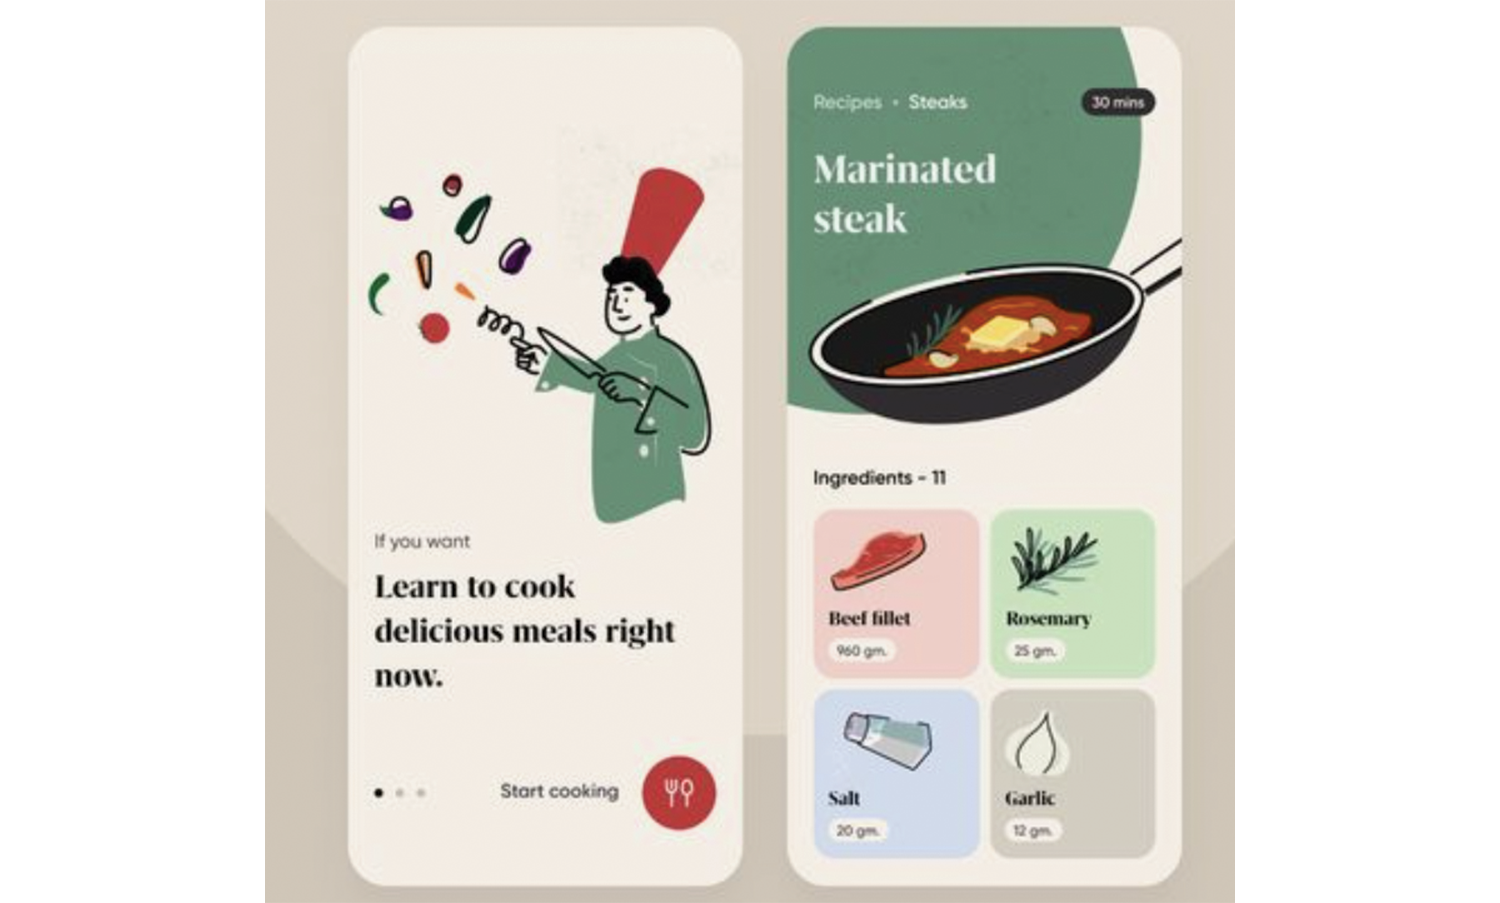 If you want
Learn to cook
delicious meals right
now.
Start cooking
Recipes • Steaks
30 mins
Marinated
steak
Ingredients - 11
Beef fillet
960 gm.
Rosemary
25 gm.
Salt
20 gm.
Garlic
12 gm.